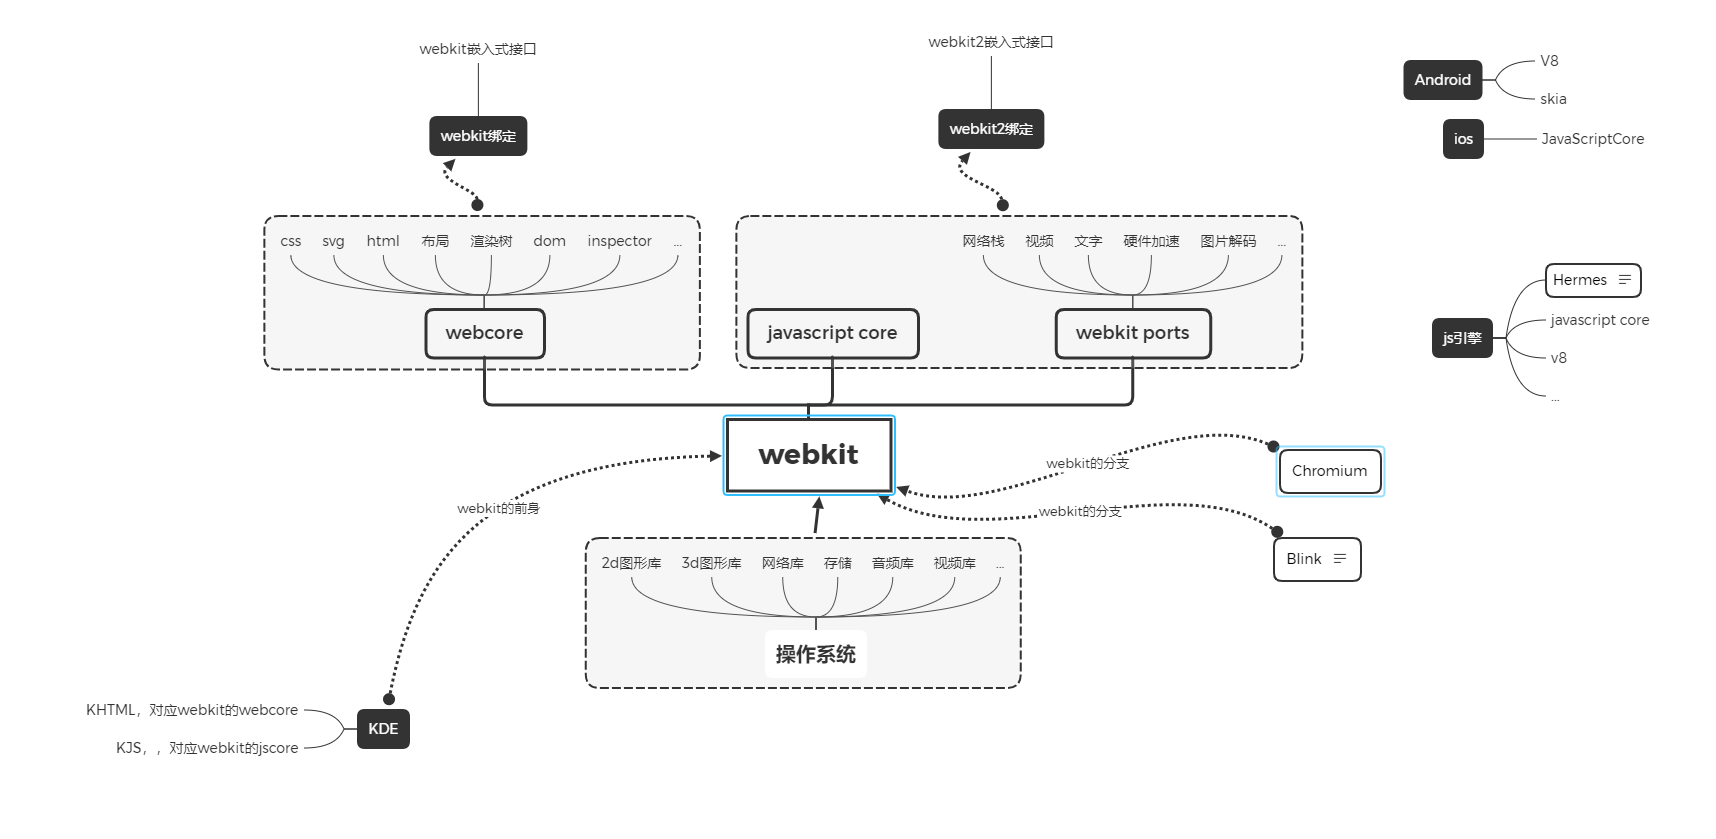 webkit嵌入式接口
webkit绑定
css svg html 布局 渲染树 dom inspector ...
webcore
webkit2嵌入式接口
webkit2绑定
网络栈 视频 文字 硬件加速 图片解码 ...
javascript core
webkit ports
webkit
Android
V8
skia
ios
JavaScriptCore
js引擎
Hermes
javascript core
v8
...
webkit的分支
Chromium
webkit的分支
Blink
webkit的前身
2d图形库 3d图形库 网络库 存储 音频库 视频库 ...
操作系统
KHTML，对应webkit的webcore
KJS，，对应webkit的jscore
KDE